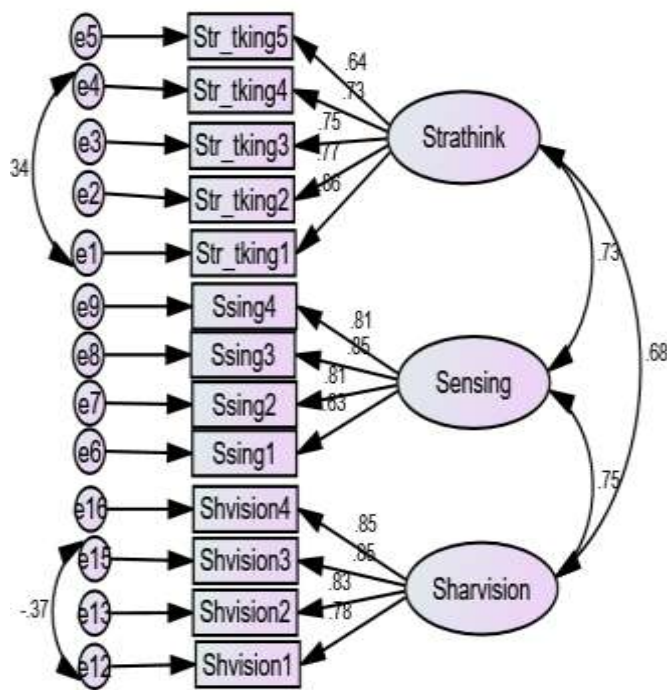 e5 Str_tking5
.64
e4 Str_tking4
.73
.75
e3 Str_tking3
Strathink
.77
34
e2 Str_tking2
.86
e1 Str_tking1
.73
e9 Ssing4
.81
e8 Ssing3
.85
.68
Sensing
.81
e7 Ssing2
.83
e6 Ssing1
.75
e16 Shvision4
.85
e15 Shvision3
.85
.83
Sharvision
-.37
e13 Shvision2
.78
e12 Shvision1